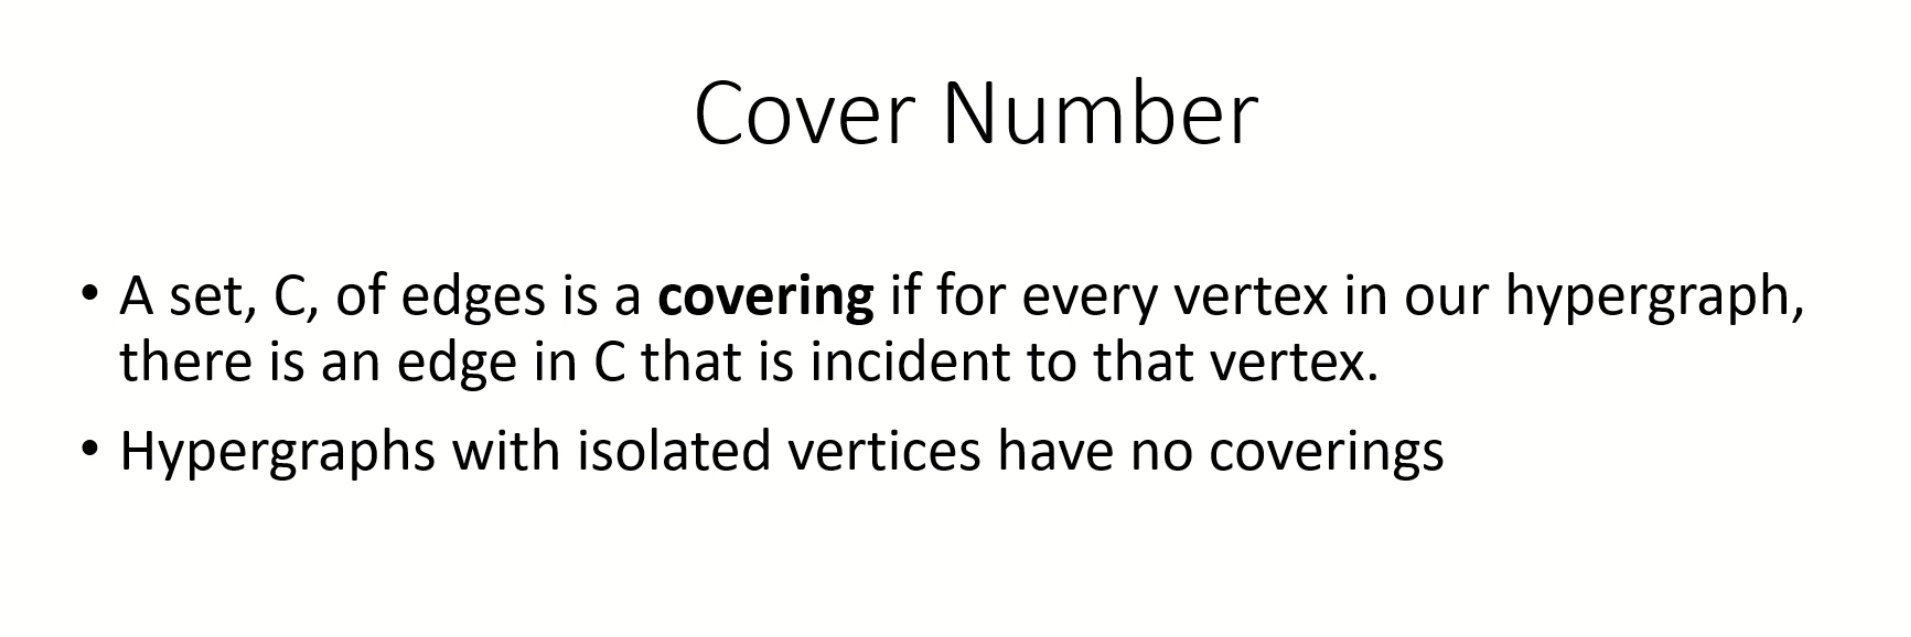 Cover Number
• A set, C, of edges is a covering if for every vertex in our hypergraph,
there is an edge in C that is incident to that vertex.
• Hypergraphs with isolated vertices have no coverings